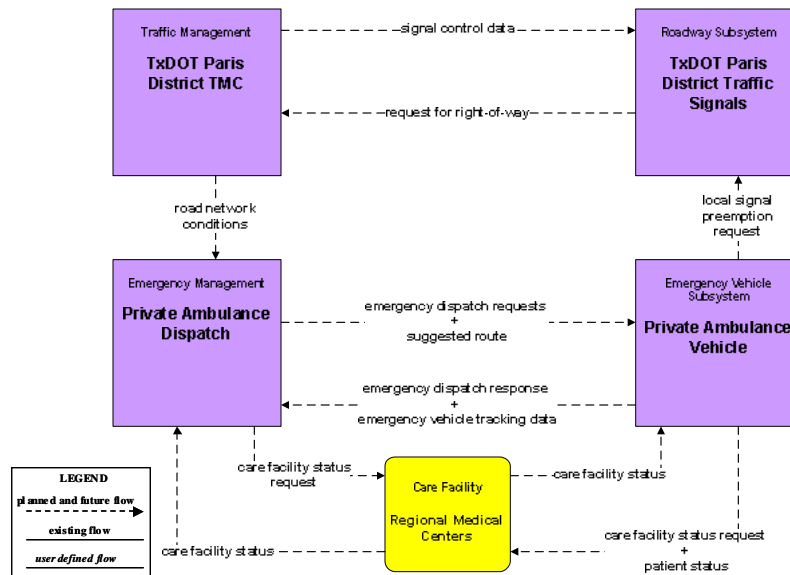 Traffic Management
TxDOT Paris
District TMC
signal control data
Roadway Subsystem
TxDOT Paris
District Traffic
Signals
request for right-of-way
road network
conditions
local signal
preemption
request
Emergency Management
Private Ambulance
Dispatch
emergency dispatch requests
+
suggested route
Emergency Vehicle
Subsystem
Private Ambulance
Vehicle
emergency dispatch response
+
emergency vehicle tracking data
care facility status
request
Care Facility
Regional Medical
Centers
care facility status
care facility status
care facility status request
+
patient status
LEGEND
planned and future flow
existing flow
user defined flow